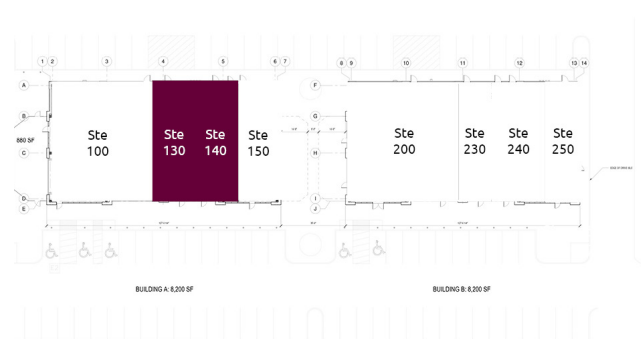 1 2 3 4 5 6 7 8 9 10 11 12 13 14
A F
B G
880 SF
Ste 100
Ste 130
Ste 140
Ste 150
Ste 200
Ste 230
Ste 240
Ste 250
C H
D I
E J
BUILDING A: 8,200 SF BUILDING B: 8,200 SF